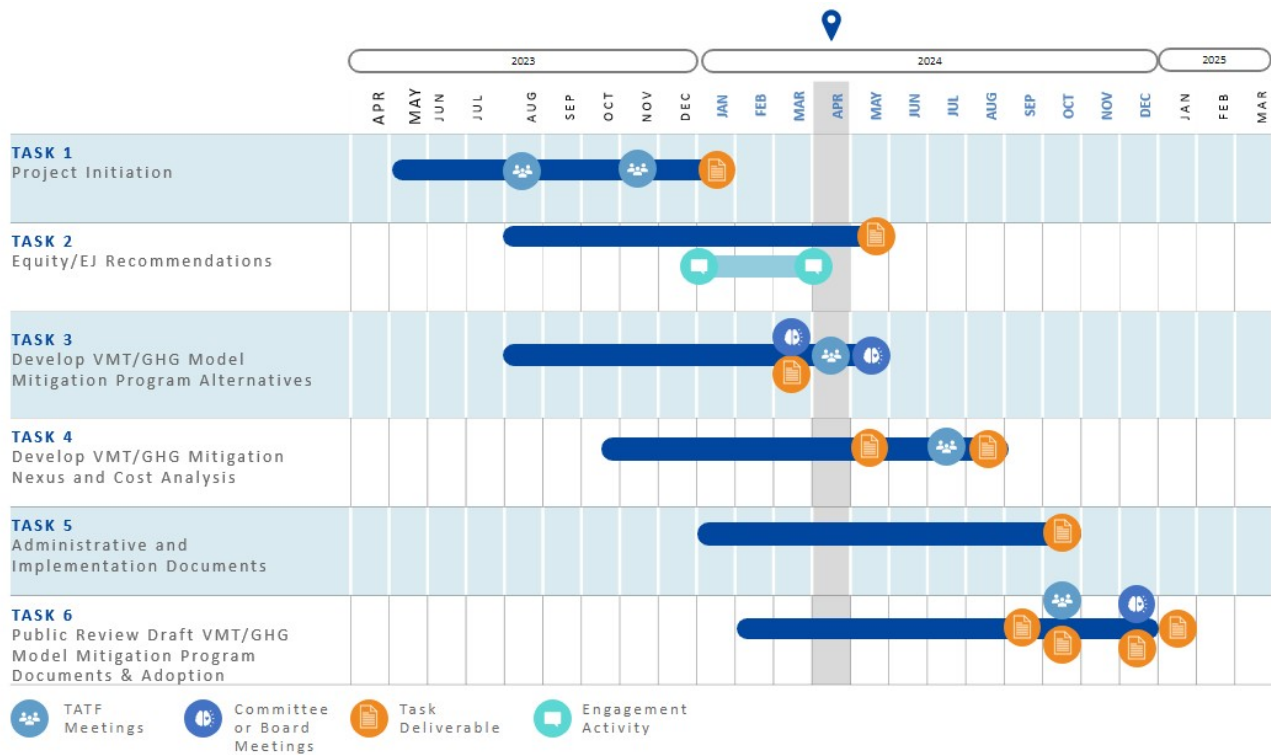 2023 2024 2025
APR MAY JUN JUL AUG SEP OCT NOV DEC JAN FEB MAR APR MAY JUN JUL AUG SEP OCT NOV DEC JAN FEB MAR
TASK 1
Project Initiation
TASK 2
Equity/EJ Recommendations
TASK 3
Develop VMT/GHG Model
Mitigation Program Alternatives
TASK 4
Develop VMT/GHG Mitigation
Nexus and Cost Analysis
TASK 5
Administrative and
Implementation Documents
TASK 6
Public Review Draft VMT/GHG
Model Mitigation Program
Documents & Adoption
TATF
Meetings
Committee
or Board
Meetings
Task
Deliverable
Engagement
Activity